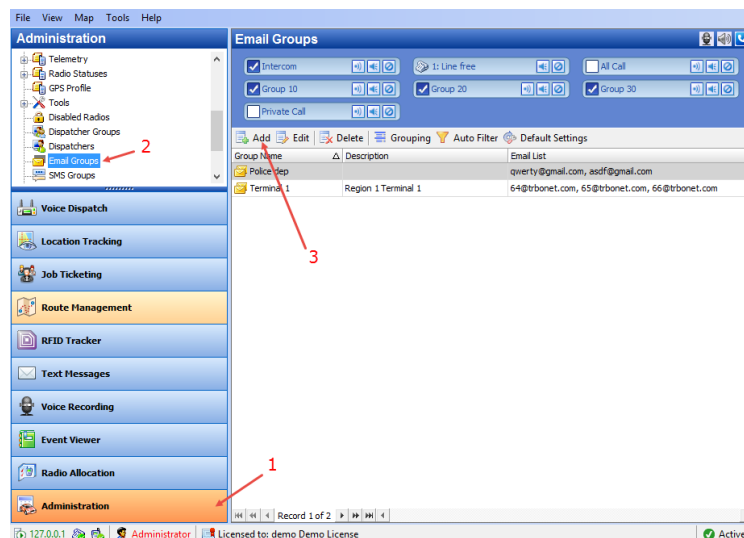 File View Map Tools Help
Administration
Email Groups
Telemetry
Radio Statuses
GPS Profile
Tools
Disabled Radios
Dispatcher Groups
Dispatchers
Email Groups
SMS Groups
2
Intercom
1: Line free
All Call
Group 10
Group 20
Group 30
Private Call
Add Edit Delete Grouping Auto Filter Default Settings
Group Name Description Email List
Police dep qwerty@gmail.com, asdf@gmail.com
Terminal 1 Region 1 Terminal 1 64@trbonet.com, 65@trbonet.com, 66@trbonet.com
3
Voice Dispatch
Location Tracking
Job Ticketing
Route Management
RFID Tracker
Text Messages
Voice Recording
Event Viewer
Radio Allocation
1
Administration
Record 1 of 2
127.0.0.1 Administrator Licensed to: demo Demo License Active